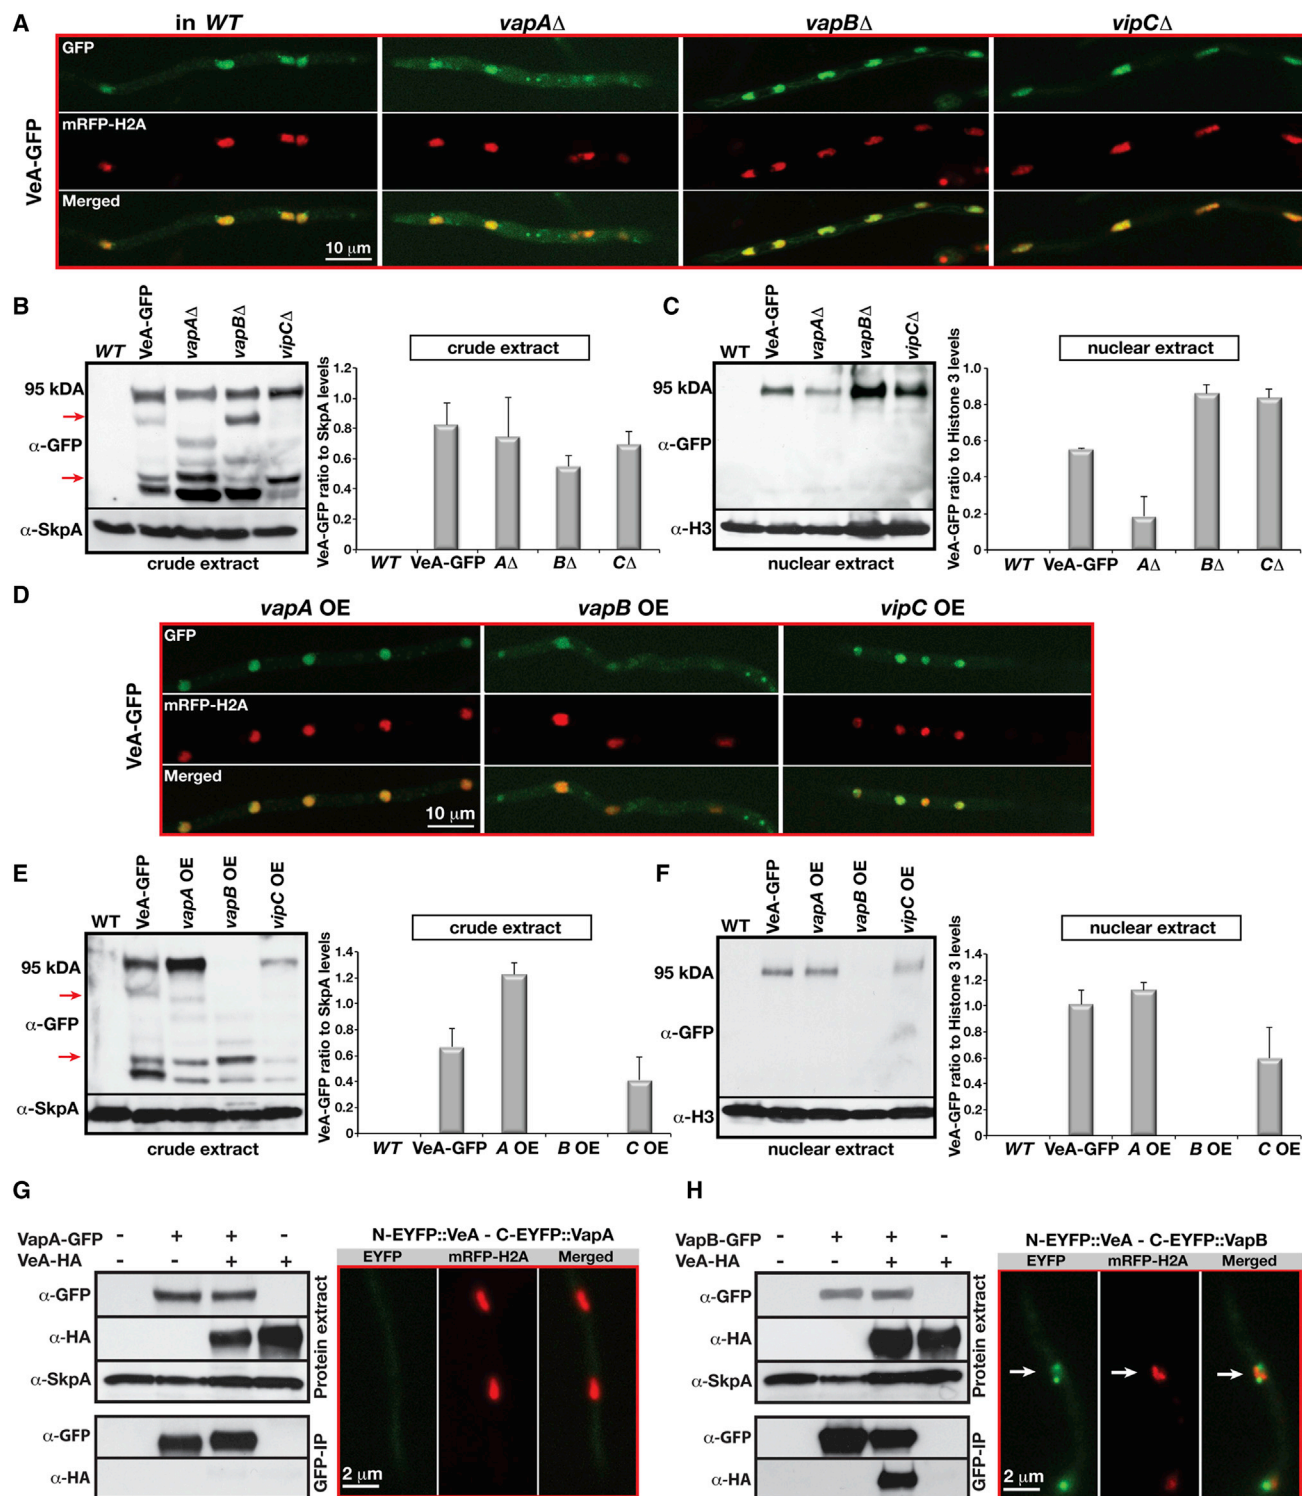 A
in WT
vapAΔ
vapBΔ
vipCΔ
VeA-GFP
GFP
mRFP-H2A
Merged
10 μm
B
WT
VeA-GFP
vapAΔ
vapBΔ
vipCΔ
95 kDA
α-GFP
α-SkpA
crude extract
crude extract
VeA-GFP ratio to SkpA levels
1.2
1.0
0.8
0.6
0.4
0.2
0
WT VeA-GFP AΔ BΔ CΔ
C
WT
VeA-GFP
vapAΔ
vapBΔ
vipCΔ
95 kDA
α-GFP
α-H3
nuclear extract
nuclear extract
VeA-GFP ratio to Histone 3 levels
1.0
0.8
0.6
0.4
0.2
0
WT VeA-GFP AΔ BΔ CΔ
D
vapA OE
vapB OE
vipC OE
VeA-GFP
GFP
mRFP-H2A
Merged
10 μm
E
WT
VeA-GFP
vapA OE
vapB OE
vipC OE
95 kDA
α-GFP
α-SkpA
crude extract
crude extract
VeA-GFP ratio to SkpA levels
1.4
1.2
1.0
0.8
0.6
0.4
0.2
0
WT VeA-GFP A OE B OE C OE
F
WT
VeA-GFP
vapA OE
vapB OE
vipC OE
95 kDA
α-GFP
α-H3
nuclear extract
nuclear extract
VeA-GFP ratio to Histone 3 levels
1.4
1.2
1.0
0.8
0.6
0.4
0.2
0
WT VeA-GFP A OE B OE C OE
G
VapA-GFP - + + -
VeA-HA - - + +
α-GFP
α-HA
α-SkpA
Protein extract
α-GFP
α-HA
GFP-IP
N-EYFP::VeA - C-EYFP::VapA
EYFP mRFP-H2A Merged
2 μm
H
VapB-GFP - + + -
VeA-HA - - + +
α-GFP
α-HA
α-SkpA
Protein extract
α-GFP
α-HA
GFP-IP
N-EYFP::VeA - C-EYFP::VapB
EYFP mRFP-H2A Merged
2 μm